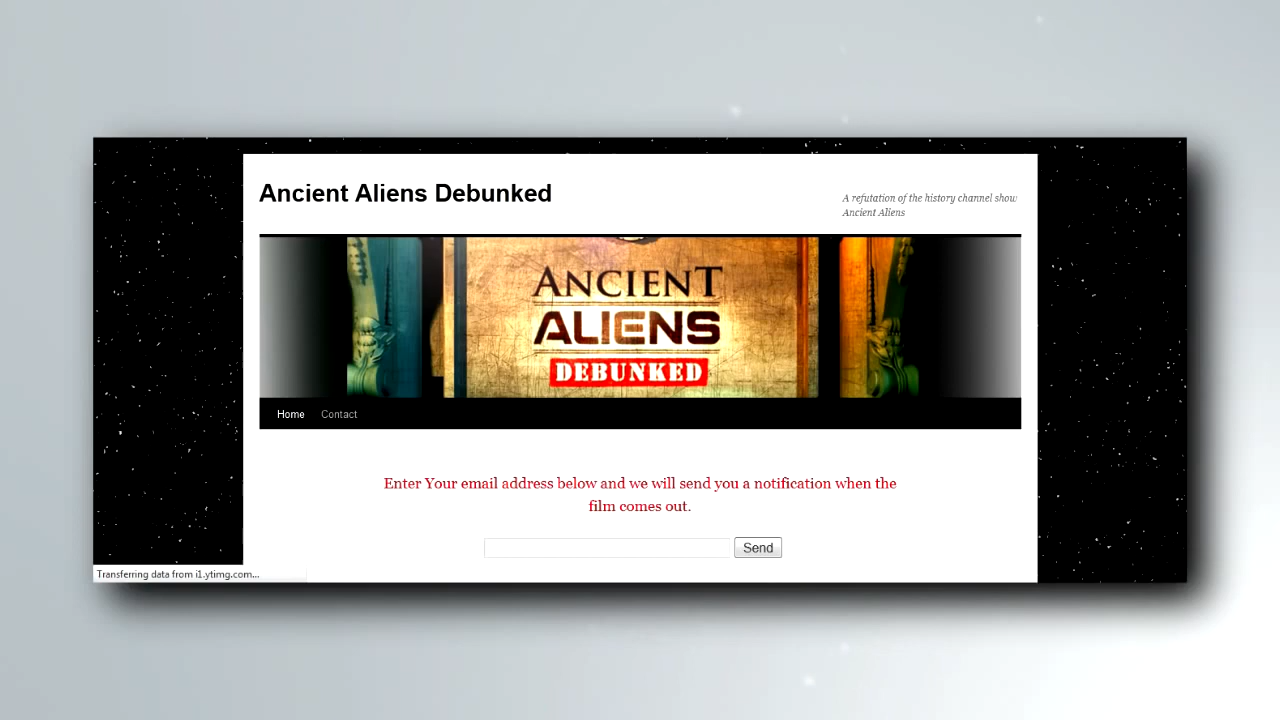 Ancient Aliens Debunked
A refutation of the history channel show
Ancient Aliens
ANCIENT
ALIENS
DEBUNKED
Home Contact
Enter Your email address below and we will send you a notification when the
film comes out.
Send
Transferring data from i1.ytimg.com...